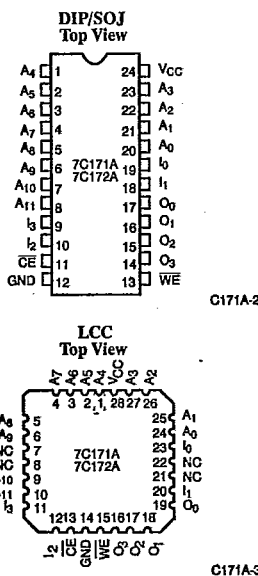 DIP/SOJ
Top View
A4 1 24 VCC
A5 2 23 A3
A6 3 22 A2
A7 4 21 A1
A8 5 20 A0
A9 6 7C171A 19 I0
A10 7 7C172A 18 I1
A11 8 17 O0
I3 9 16 O1
I2 10 15 O2
CE 11 14 O3
GND 12 13 WE
C171A-2
LCC
Top View
A7 A6 A5 A4 VCC A3 A2
4 3 2 1 28 27 26
A8 5 25 A1
A9 6 24 A0
NC 7 7C171A 23 I0
NC 8 7C172A 22 NC
-10 9 21 NC
-11 10 20 I1
I3 11 19 O0
12 13 14 15 16 17 18
I2 CE GND WE O3 O2 O1
C171A-3